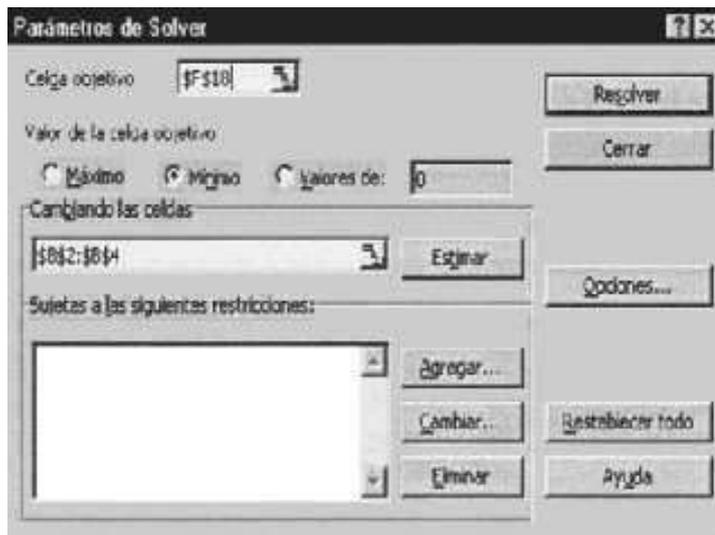 Parámetros de Solver
Celda objetivo $F$18 Resolver
Valor de la celda objetivo Cerrar
Máximo Mínimo Valores de: 0
Cambiando las celdas
$B$2:$B$4 Estimar Opciones...
Sujetas a las siguientes restricciones:
Agregar...
Cambiar... Restablecer todo
Eliminar Ayuda